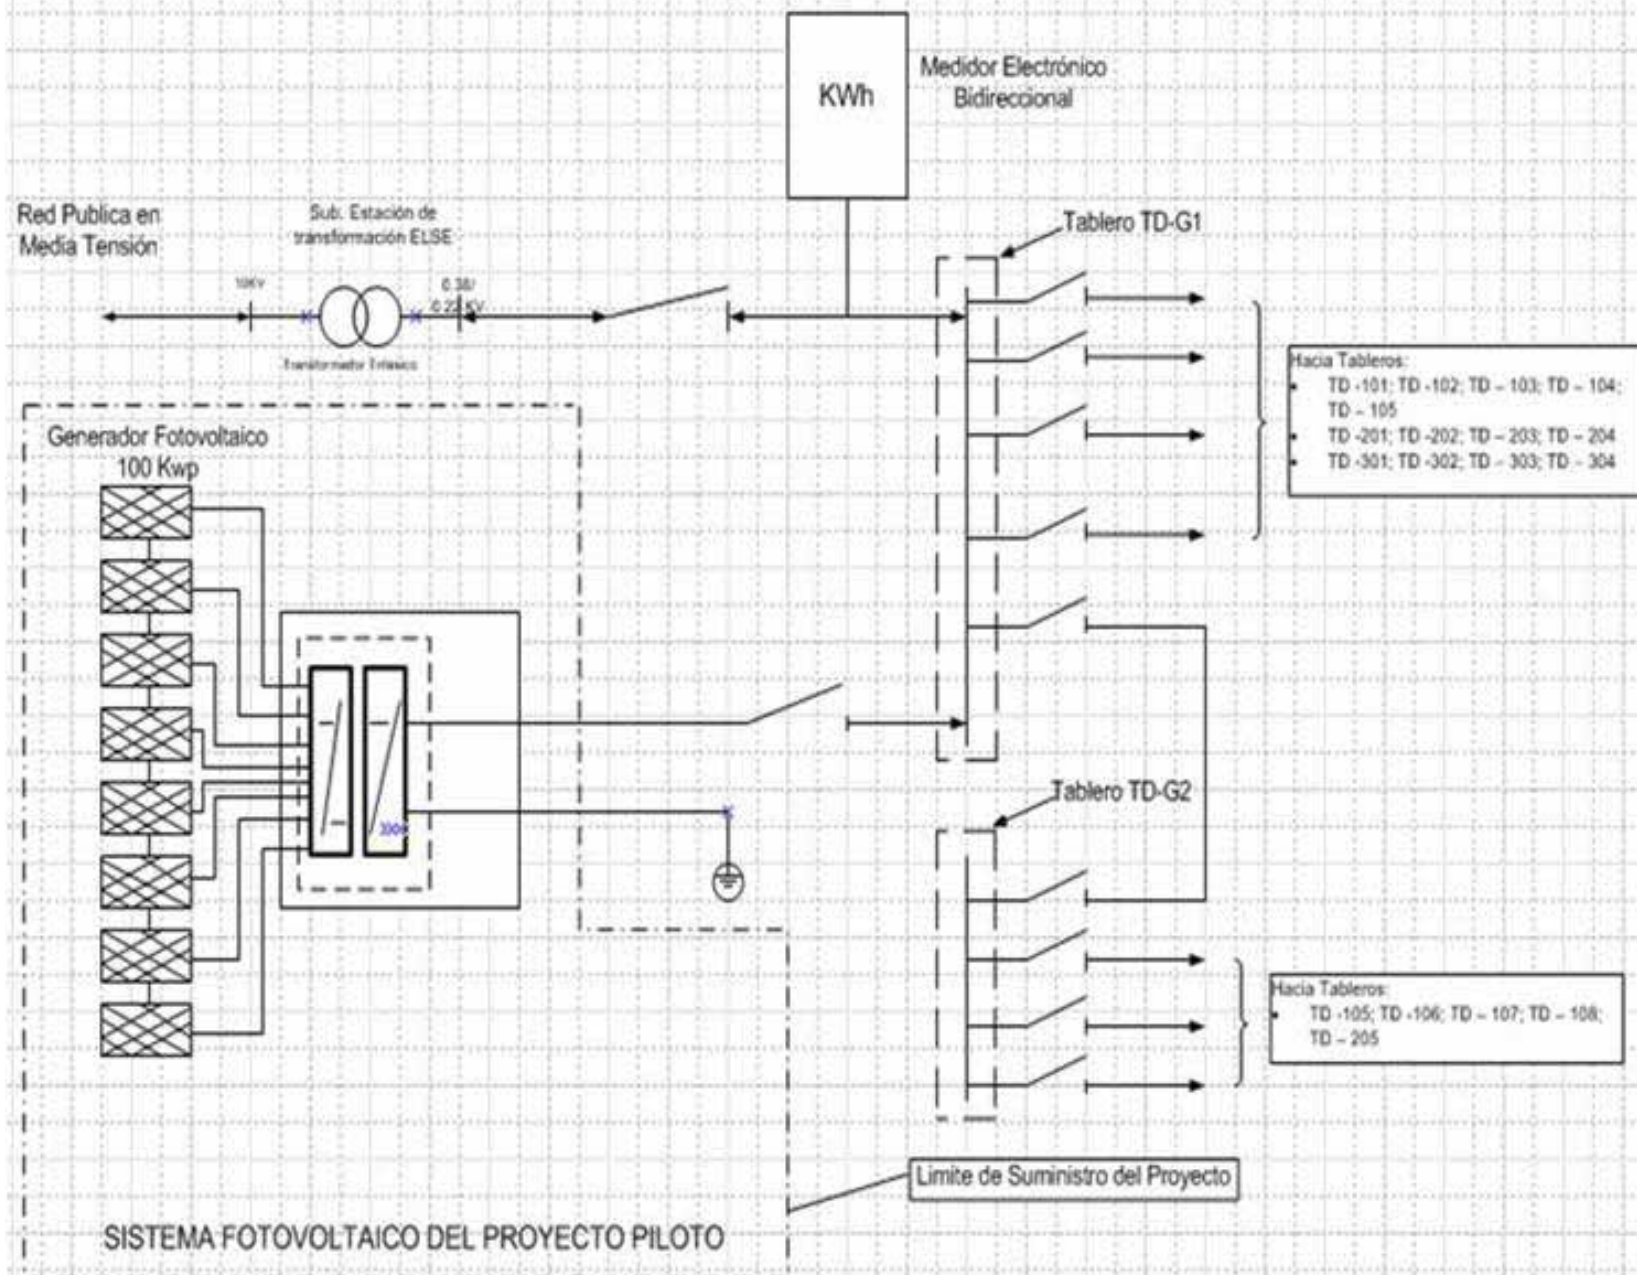 KWh
Medidor Electrónico
Bidireccional
Red Publica en
Media Tensión
Sub. Estación de
transformación ELSE
10KV
0.38/
0.22 KV
Transformador Trifásico
Tablero TD-G1
Hacia Tableros:
TD -101; TD -102; TD – 103; TD – 104;
TD – 105
TD -201; TD -202; TD – 203; TD – 204
TD -301; TD -302; TD – 303; TD – 304
Generador Fotovoltaico
100 Kwp
Tablero TD-G2
Hacia Tableros:
TD -105; TD -106; TD – 107; TD – 108;
TD – 205
Limite de Suministro del Proyecto
SISTEMA FOTOVOLTAICO DEL PROYECTO PILOTO